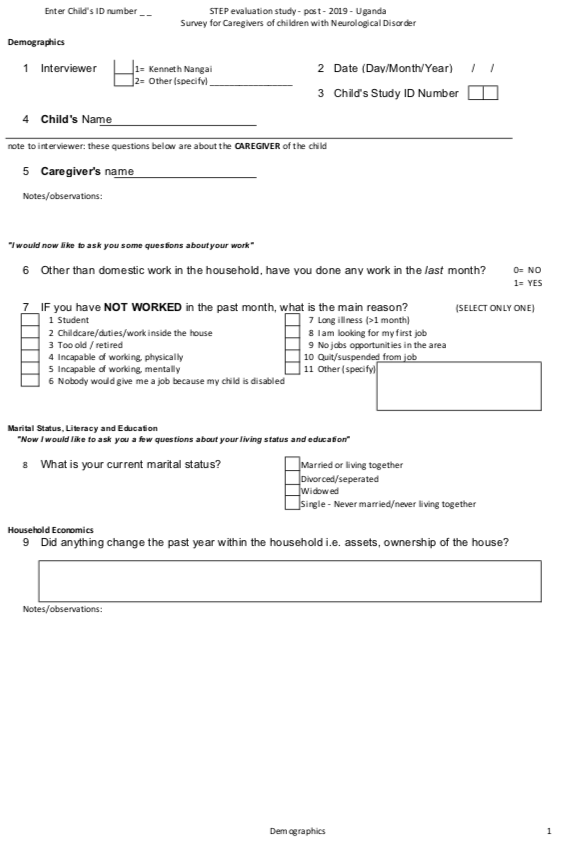 Enter Child's ID number _ _ STEP evaluation study - post - 2019 - Uganda
Survey for Caregivers of children with Neurological Disorder
Demographics
1 Interviewer 1= Kenneth Nangai 2 Date (Day/Month/Year) / /
2= Other (specify) _________________
3 Child's Study ID Number
4 Child's Name
note to interviewer: these questions below are about the CAREGIVER of the child
5 Caregiver's name
Notes/observations:
"I would now like to ask you some questions about your work"
6 Other than domestic work in the household, have you done any work in the last month? 0= NO
1= YES
7 IF you have NOT WORKED in the past month, what is the main reason? (SELECT ONLY ONE)
1 Student 7 Long illness (>1 month)
2 Childcare/duties/work inside the house 8 I am looking for my first job
3 Too old / retired 9 No jobs opportunities in the area
4 Incapable of working, physically 10 Quit/suspended from job
5 Incapable of working, mentally 11 Other (specify)
6 Nobody would give me a job because my child is disabled
Marital Status, Literacy and Education
"Now I would like to ask you a few questions about your living status and education"
8 What is your current marital status? Married or living together
Divorced/seperated
Widowed
Single - Never married/never living together
Household Economics
9 Did anything change the past year within the household i.e. assets, ownership of the house?
Notes/observations:
Demographics 1